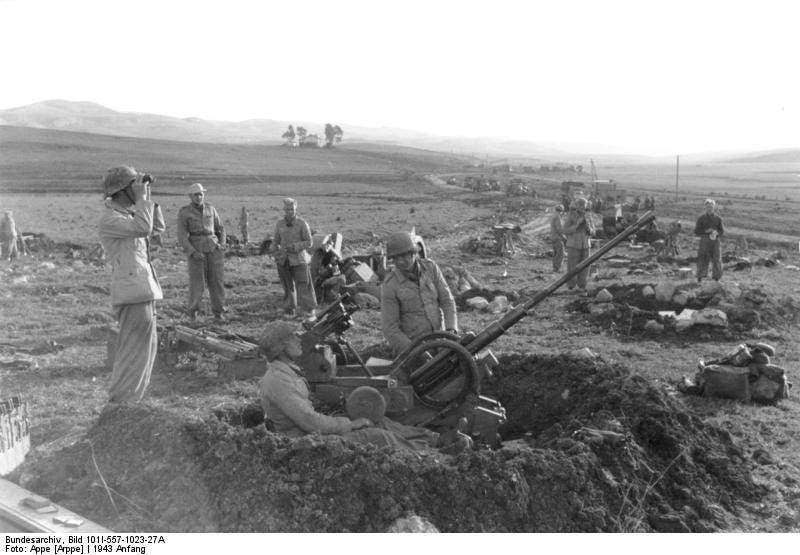 Bundesarchiv, Bild 101I-557-1023-27A
Foto: Appe [Arppe] | 1943 Anfang